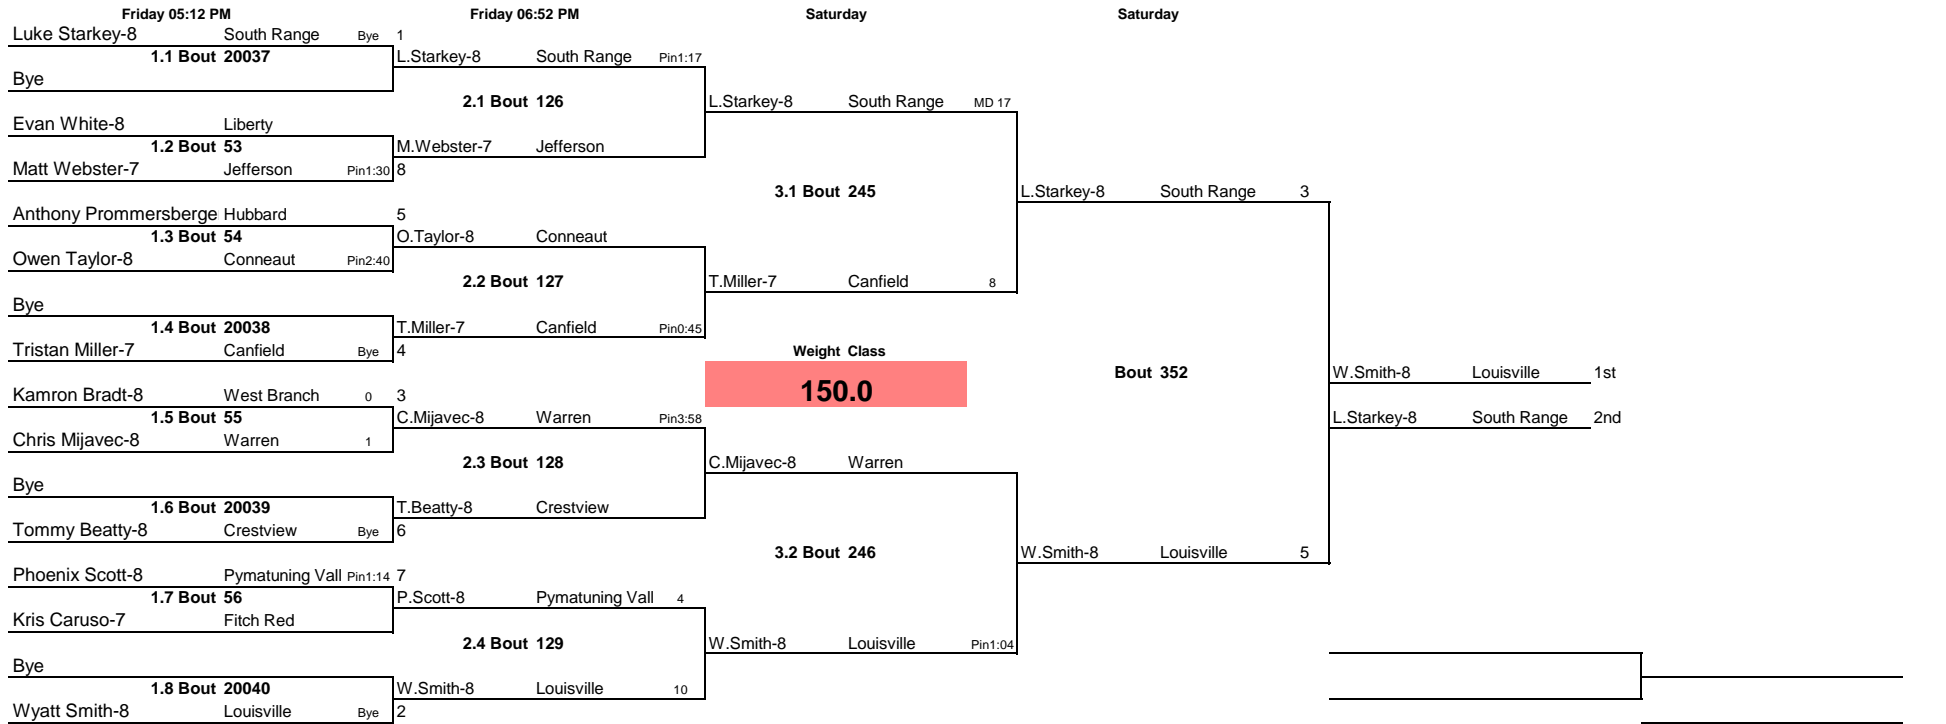 Friday 05:12 PM Friday 06:52 PM Saturday Saturday
Luke Starkey-8 South Range Bye 1
1.1 Bout 20037 L.Starkey-8 South Range Pin1:17
Bye
2.1 Bout 126 L.Starkey-8 South Range MD 17
Evan White-8 Liberty
1.2 Bout 53 M.Webster-7 Jefferson
Matt Webster-7 Jefferson Pin1:30 8
3.1 Bout 245 L.Starkey-8 South Range 3
Anthony Prommersberge Hubbard 5
1.3 Bout 54 O.Taylor-8 Conneaut
Owen Taylor-8 Conneaut Pin2:40
2.2 Bout 127 T.Miller-7 Canfield 8
Bye
1.4 Bout 20038 T.Miller-7 Canfield Pin0:45
Tristan Miller-7 Canfield Bye 4 Weight Class
Bout 352 W.Smith-8 Louisville 1st
Kamron Bradt-8 West Branch 0 3 150.0
1.5 Bout 55 C.Mijavec-8 Warren Pin3:58 L.Starkey-8 South Range 2nd
Chris Mijavec-8 Warren 1
2.3 Bout 128 C.Mijavec-8 Warren
Bye
1.6 Bout 20039 T.Beatty-8 Crestview
Tommy Beatty-8 Crestview Bye 6
3.2 Bout 246 W.Smith-8 Louisville 5
Phoenix Scott-8 Pymatuning Vall Pin1:14 7
1.7 Bout 56 P.Scott-8 Pymatuning Vall 4
Kris Caruso-7 Fitch Red
2.4 Bout 129 W.Smith-8 Louisville Pin1:04
Bye
1.8 Bout 20040 W.Smith-8 Louisville 10
Wyatt Smith-8 Louisville Bye 2